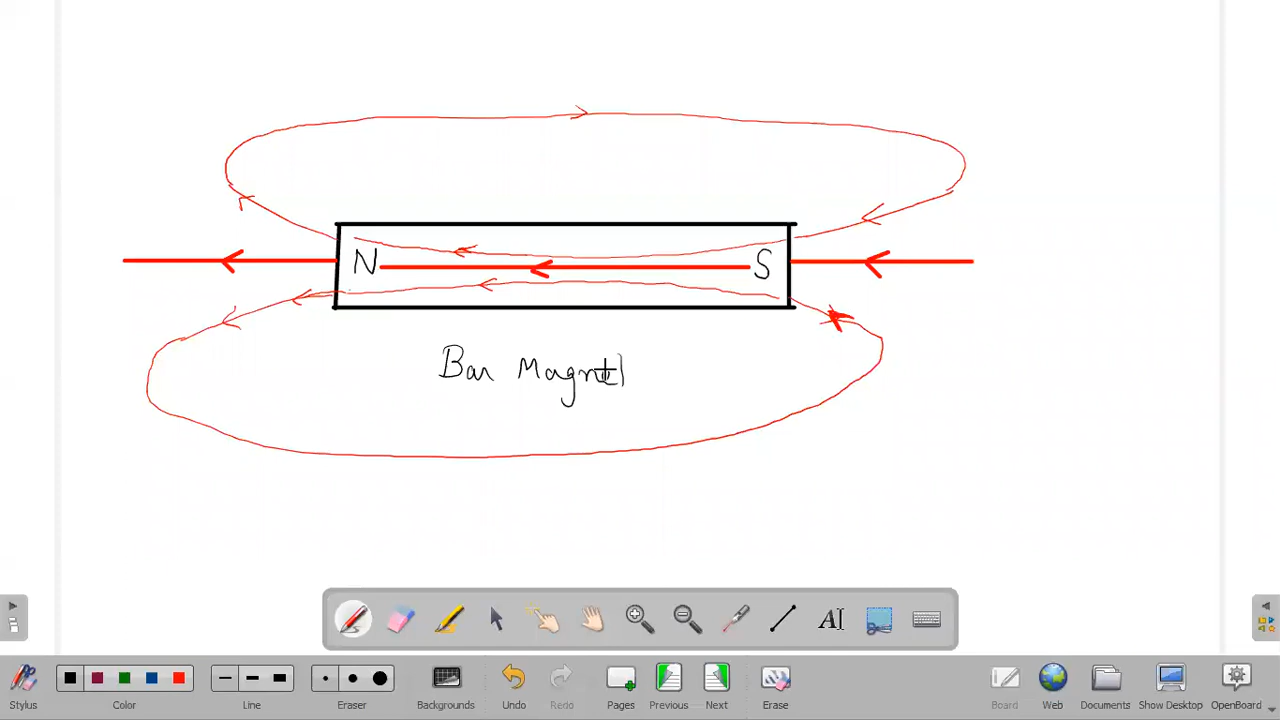 N S
Bar Magnet
Stylus Color Line Eraser Backgrounds Undo Redo Pages Previous Next Erase Board Web Documents Show Desktop OpenBoard